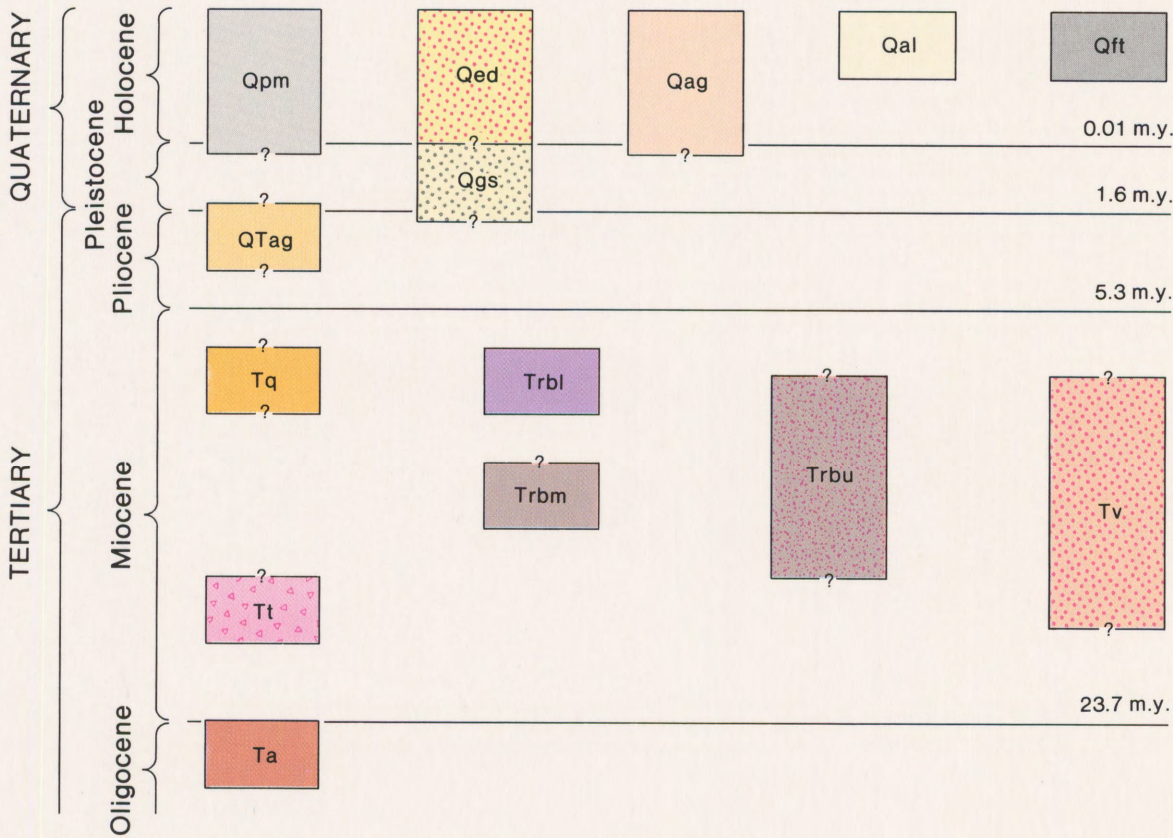 QUATERNARY
TERTIARY
Holocene
Pleistocene
Pliocene
Miocene
Oligocene
Qpm
Qed
Qag
Qal
Qft
?
0.01 m.y.
?
?
Qgs
?
1.6 m.y.
?
QTag
?
5.3 m.y.
?
Tq
?
Trbl
?
Trbm
?
Trbu
?
?
Tv
?
?
Tt
23.7 m.y.
Ta